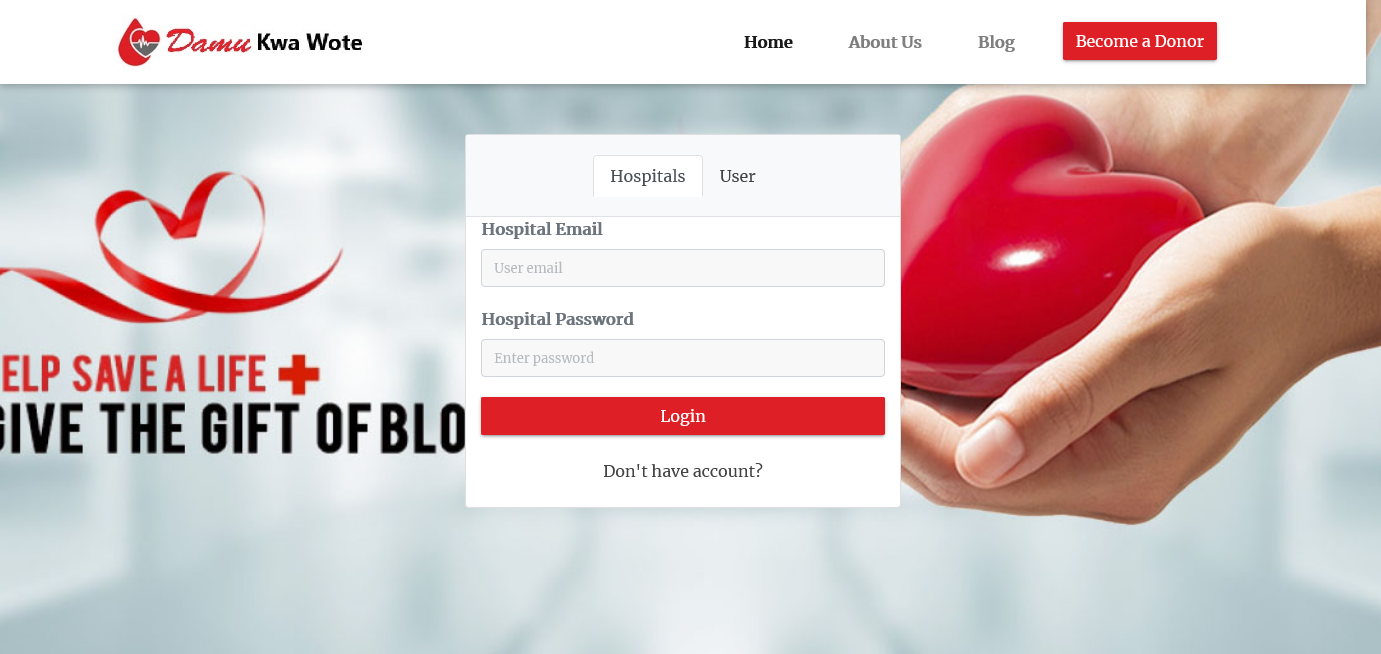 Damu Kwa Wote
Home
About Us
Blog
Become a Donor
Hospitals
User
Hospital Email
User email
Hospital Password
Enter password
Login
Don't have account?
ELP SAVE A LIFE +
GIVE THE GIFT OF BLO